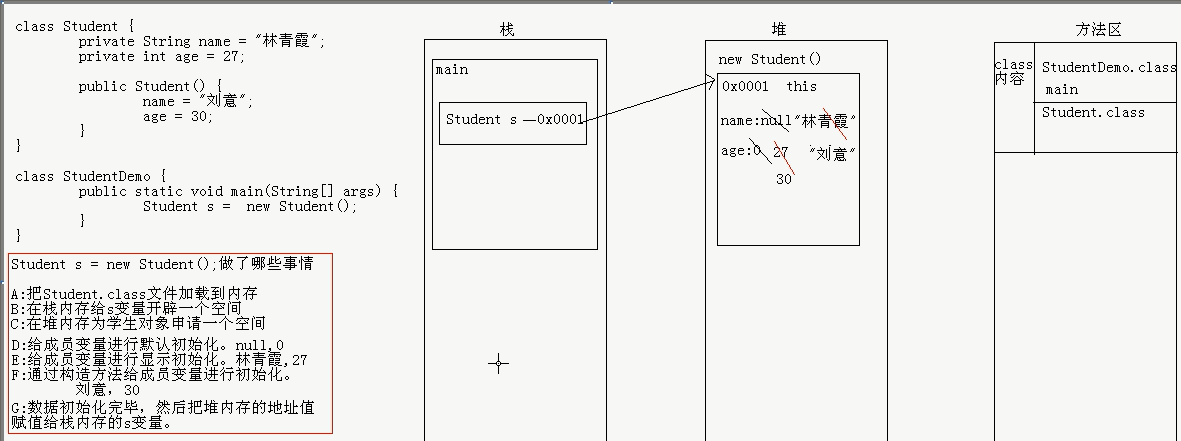 class Student {
private String name = "林青霞";
private int age = 27;
public Student() {
name = "刘意";
age = 30;
}
}
class StudentDemo {
public static void main(String[] args) {
Student s =  new Student();
}
}
Student s = new Student();做了哪些事情
A:把Student.class文件加载到内存
B:在栈内存给s变量开辟一个空间
C:在堆内存为学生对象申请一个空间
D:给成员变量进行默认初始化。null,0
E:给成员变量进行显示初始化。林青霞,27
F:通过构造方法给成员变量进行初始化。
刘意, 30
G:数据初始化完毕，然后把堆内存的地址值
赋值给栈内存的s变量。
栈
main
Student s —0x0001
堆
new Student()
0x0001 this
name:null"林青霞"
age:0 27 "刘意"
30
方法区
class
内容
StudentDemo.class
main
Student.class